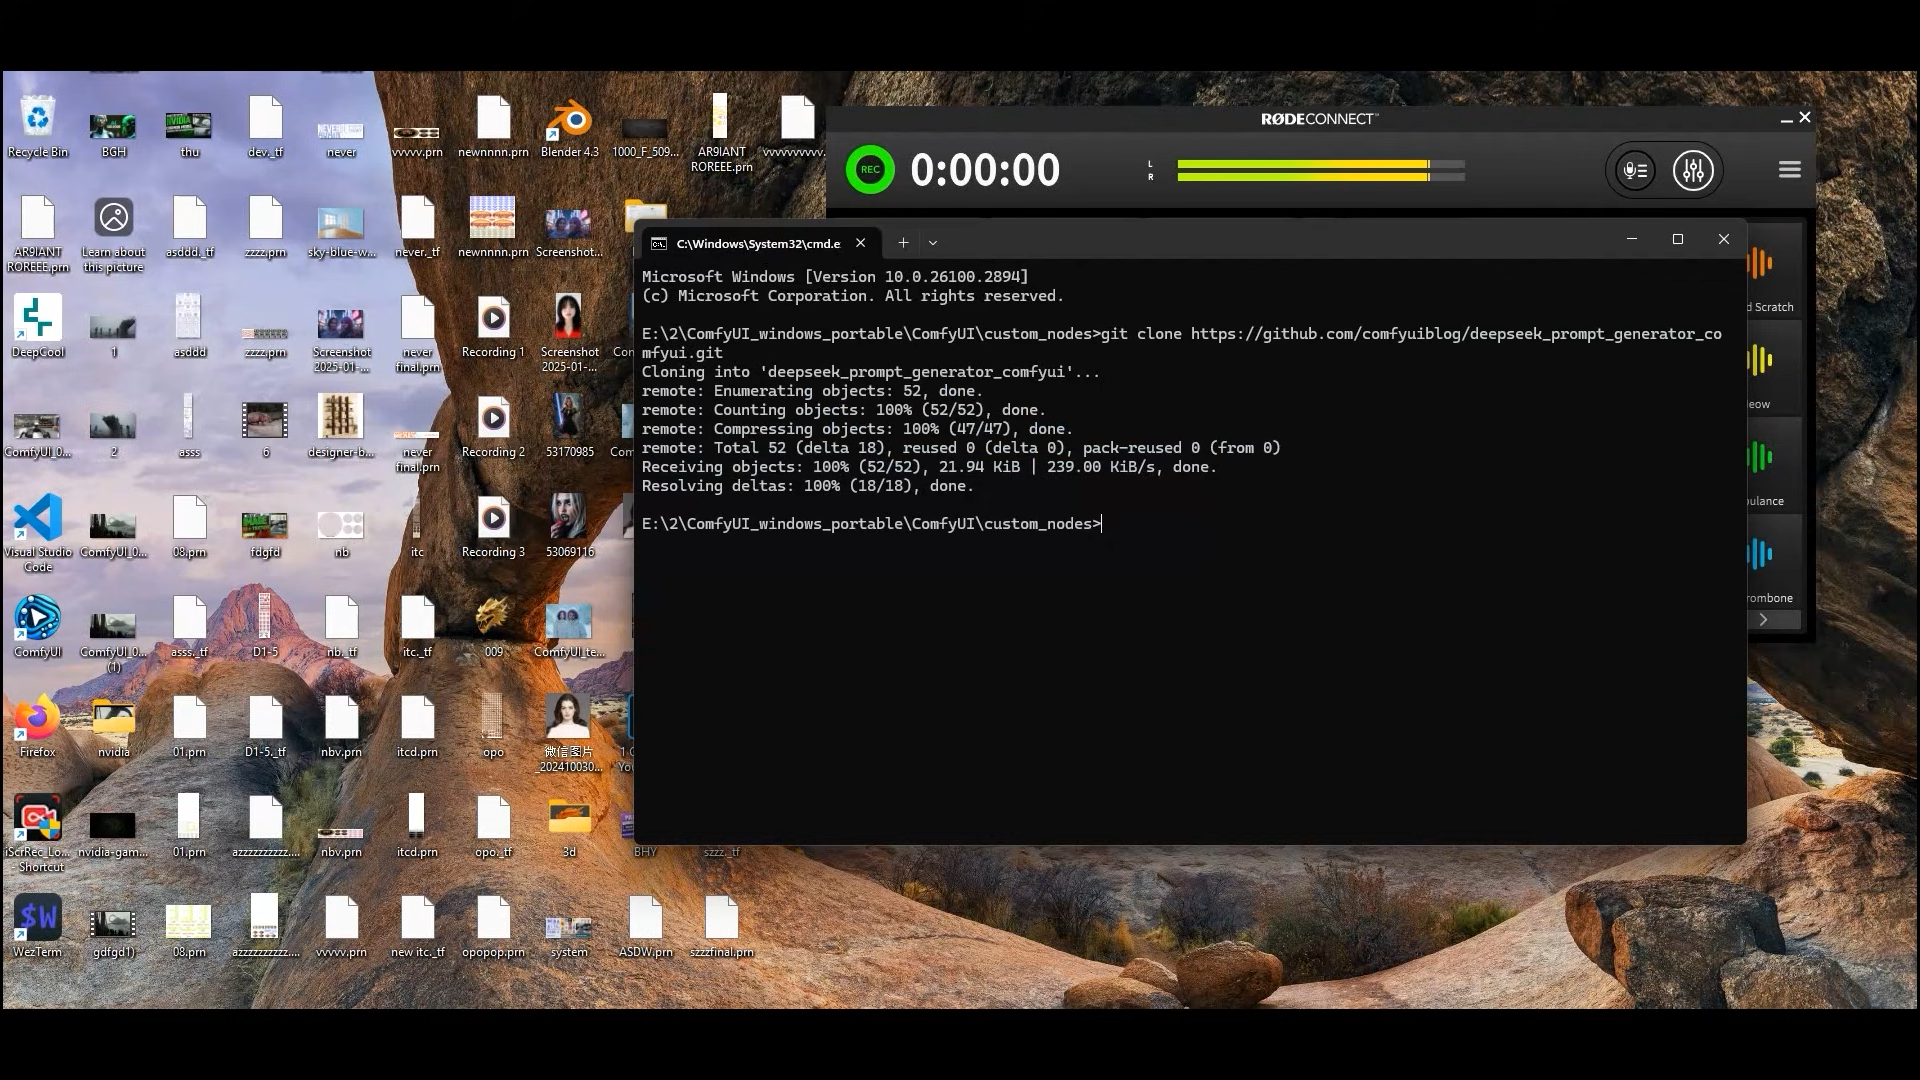 Recycle Bin
BGH
thu
dev._tf
never
vvvvv.prn
newnnnn.prn
Blender 4.3
1000_F_509...
AR9IANT
ROREEE.prn
vvvvvvvvvv.
AR9IANT
ROREEE.prn
Learn about
this picture
asddd._tf
zzzz.prn
sky-blue-w...
never._tf
newnnnn.prn
Screenshot...
DeepCool
1
asddd
zzzz.prn
Screenshot
2025-01-...
never
final.prn
Recording 1
Screenshot
2025-01-...
ComfyUI_0...
2
asss
6
designer-b...
never
final.prn
Recording 2
53170985
Visual Studio
Code
ComfyUI_0...
08.prn
fdgfd
nb
itc
Recording 3
53069116
ComfyUI
ComfyUI_0...
(1)
asss._tf
D1-5
nb._tf
itc._tf
009
ComfyUI_te...
Firefox
nvidia
01.prn
D1-5._tf
nbv.prn
itcd.prn
opo
微信图片
_202410030...
iScrRec_Lo...
Shortcut
nvidia-gam...
01.prn
azzzzzzzzzz....
nbv.prn
itcd.prn
opo._tf
3d
BHY
szzz._tf
$W
WezTerm
gdfgd1)
08.prn
azzzzzzzzzz....
vvvvv.prn
new itc._tf
opopop.prn
system
ASDW.prn
szzzfinal.prn
RØDECONNECT™
REC
0:00:00
L
R
C:\Windows\System32\cmd.e
Microsoft Windows [Version 10.0.26100.2894]
(c) Microsoft Corporation. All rights reserved.
E:\2\ComfyUI_windows_portable\ComfyUI\custom_nodes>git clone https://github.com/comfyuiblog/deepseek_prompt_generator_co
mfyui.git
Cloning into 'deepseek_prompt_generator_comfyui'...
remote: Enumerating objects: 52, done.
remote: Counting objects: 100% (52/52), done.
remote: Compressing objects: 100% (47/47), done.
remote: Total 52 (delta 18), reused 0 (delta 0), pack-reused 0 (from 0)
Receiving objects: 100% (52/52), 21.94 KiB | 239.00 KiB/s, done.
Resolving deltas: 100% (18/18), done.
E:\2\ComfyUI_windows_portable\ComfyUI\custom_nodes>
d Scratch
eow
bulance
rombone